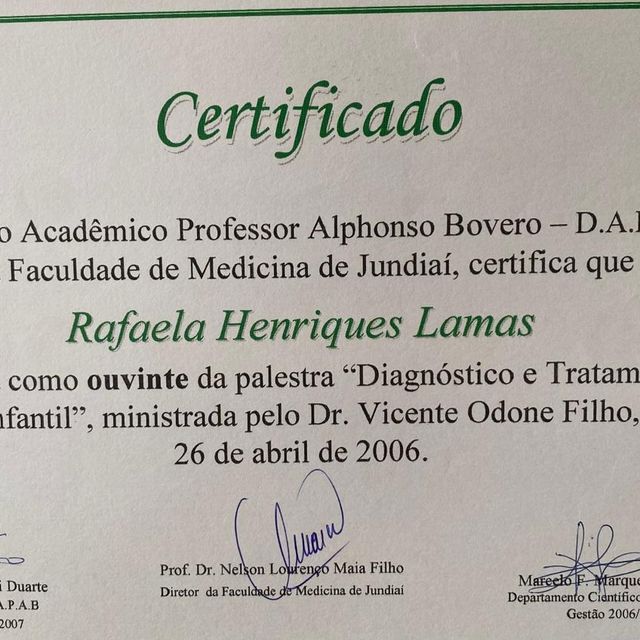 Certificado
o Acadêmico Professor Alphonso Bovero – D.A.
Faculdade de Medicina de Jundiaí, certifica que
Rafaela Henriques Lamas
como ouvinte da palestra “Diagnóstico e Tratam
nfantil”, ministrada pelo Dr. Vicente Odone Filho,
26 de abril de 2006.
i Duarte
A.P.A.B
2007
Prof. Dr. Nelson Lourenço Maia Filho
Diretor da Faculdade de Medicina de Jundiaí
Marcelo F. Marque
Departamento Científico
Gestão 2006/